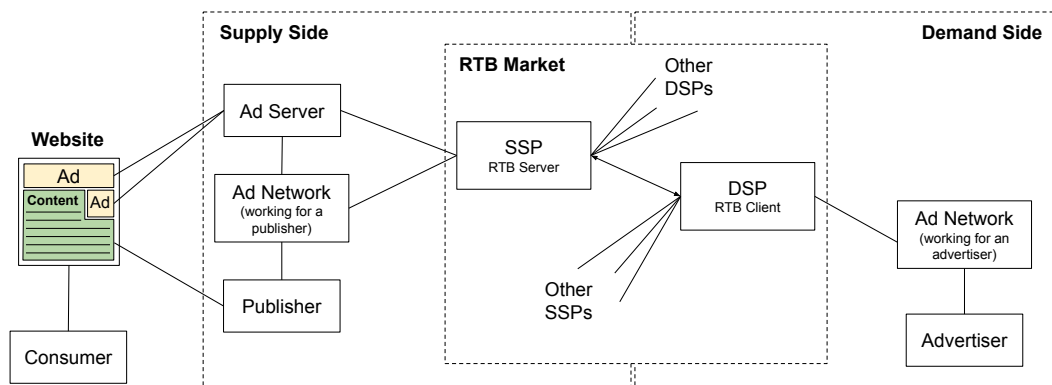 Supply Side
Demand Side
RTB Market
Other
DSPs
Ad Server
Website
SSP
RTB Server
Ad
Content
Ad
Ad Network
(working for a
publisher)
DSP
RTB Client
Ad Network
(working for an
advertiser)
Publisher
Other
SSPs
Consumer
Advertiser